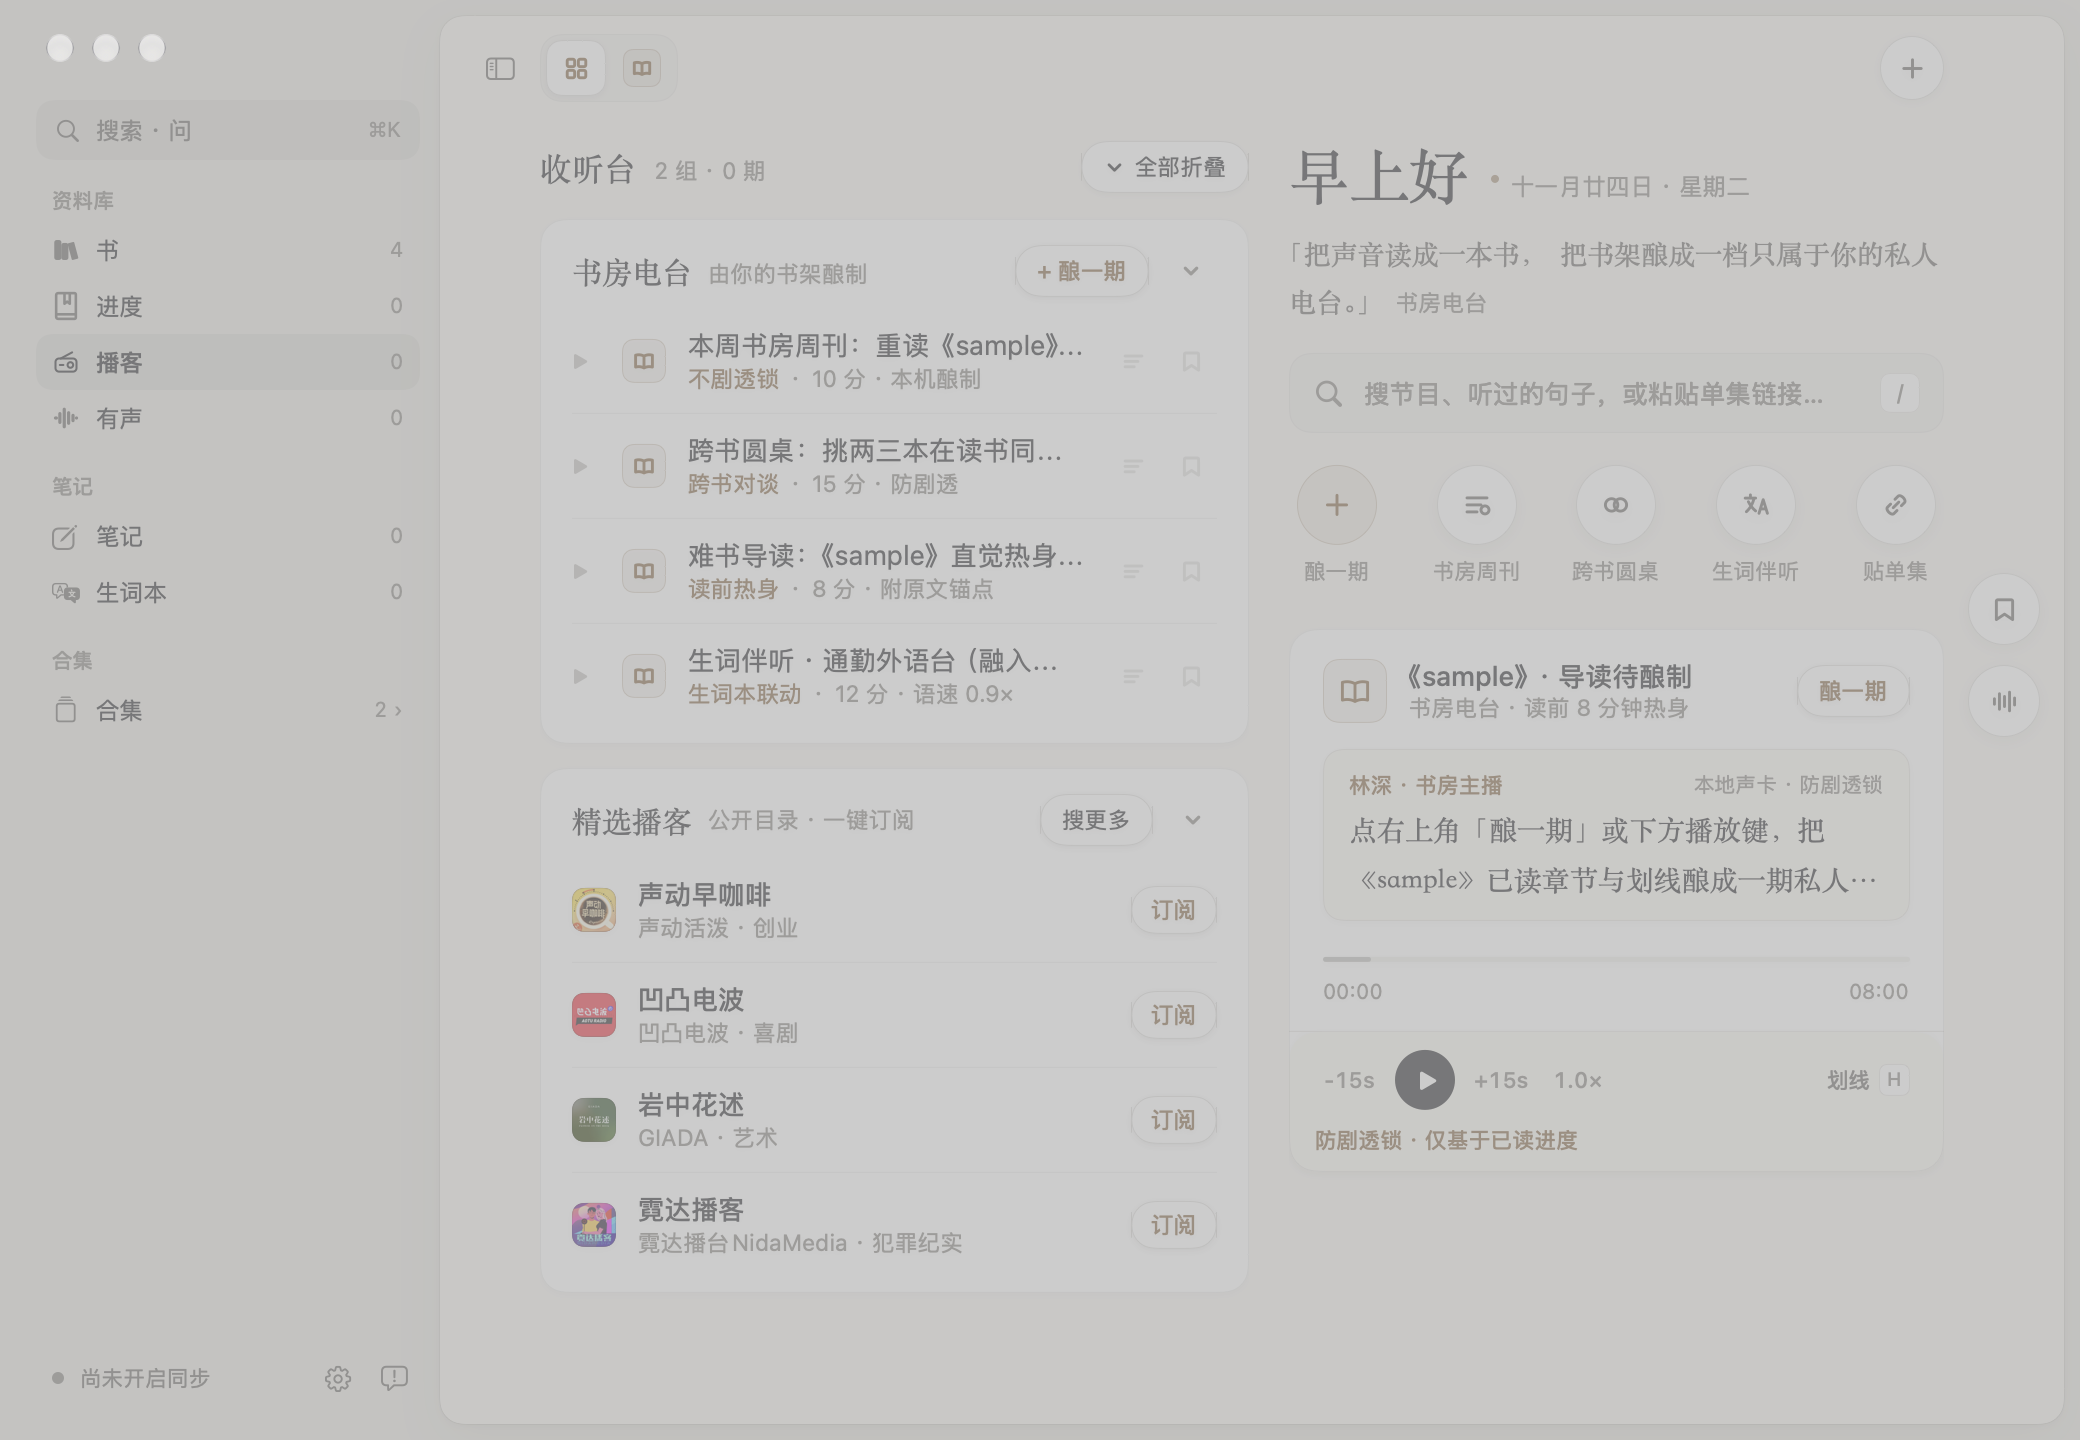 搜索 · 问 ⌘K
资料库
书 4
进度 0
播客 0
有声 0
笔记
笔记 0
生词本 0
合集
合集 2 ›
尚未开启同步
收听台 2 组 · 0 期 全部折叠
书房电台 由你的书架酿制 + 酿一期
本周书房周刊：重读《sample》…
不剧透锁 · 10 分 · 本机酿制
跨书圆桌：挑两三本在读书同…
跨书对谈 · 15 分 · 防剧透
难书导读：《sample》直觉热身…
读前热身 · 8 分 · 附原文锚点
生词伴听 · 通勤外语台（融入…
生词本联动 · 12 分 · 语速 0.9×
精选播客 公开目录 · 一键订阅 搜更多
声动早咖啡
声动活泼 · 创业
订阅
凹凸电波
凹凸电波 · 喜剧
订阅
岩中花述
GIADA · 艺术
订阅
霓达播客
霓达播台NidaMedia · 犯罪纪实
订阅
早上好 十一月廿四日 · 星期二
「把声音读成一本书， 把书架酿成一档只属于你的私人
电台。」 书房电台
搜节目、听过的句子，或粘贴单集链接... /
酿一期 书房周刊 跨书圆桌 生词伴听 贴单集
《sample》· 导读待酿制
书房电台 · 读前 8 分钟热身
酿一期
林深 · 书房主播 本地声卡 · 防剧透锁
点右上角「酿一期」或下方播放键，把
《sample》已读章节与划线酿成一期私人…
00:00 08:00
-15s +15s 1.0× 划线 H
防剧透锁 · 仅基于已读进度